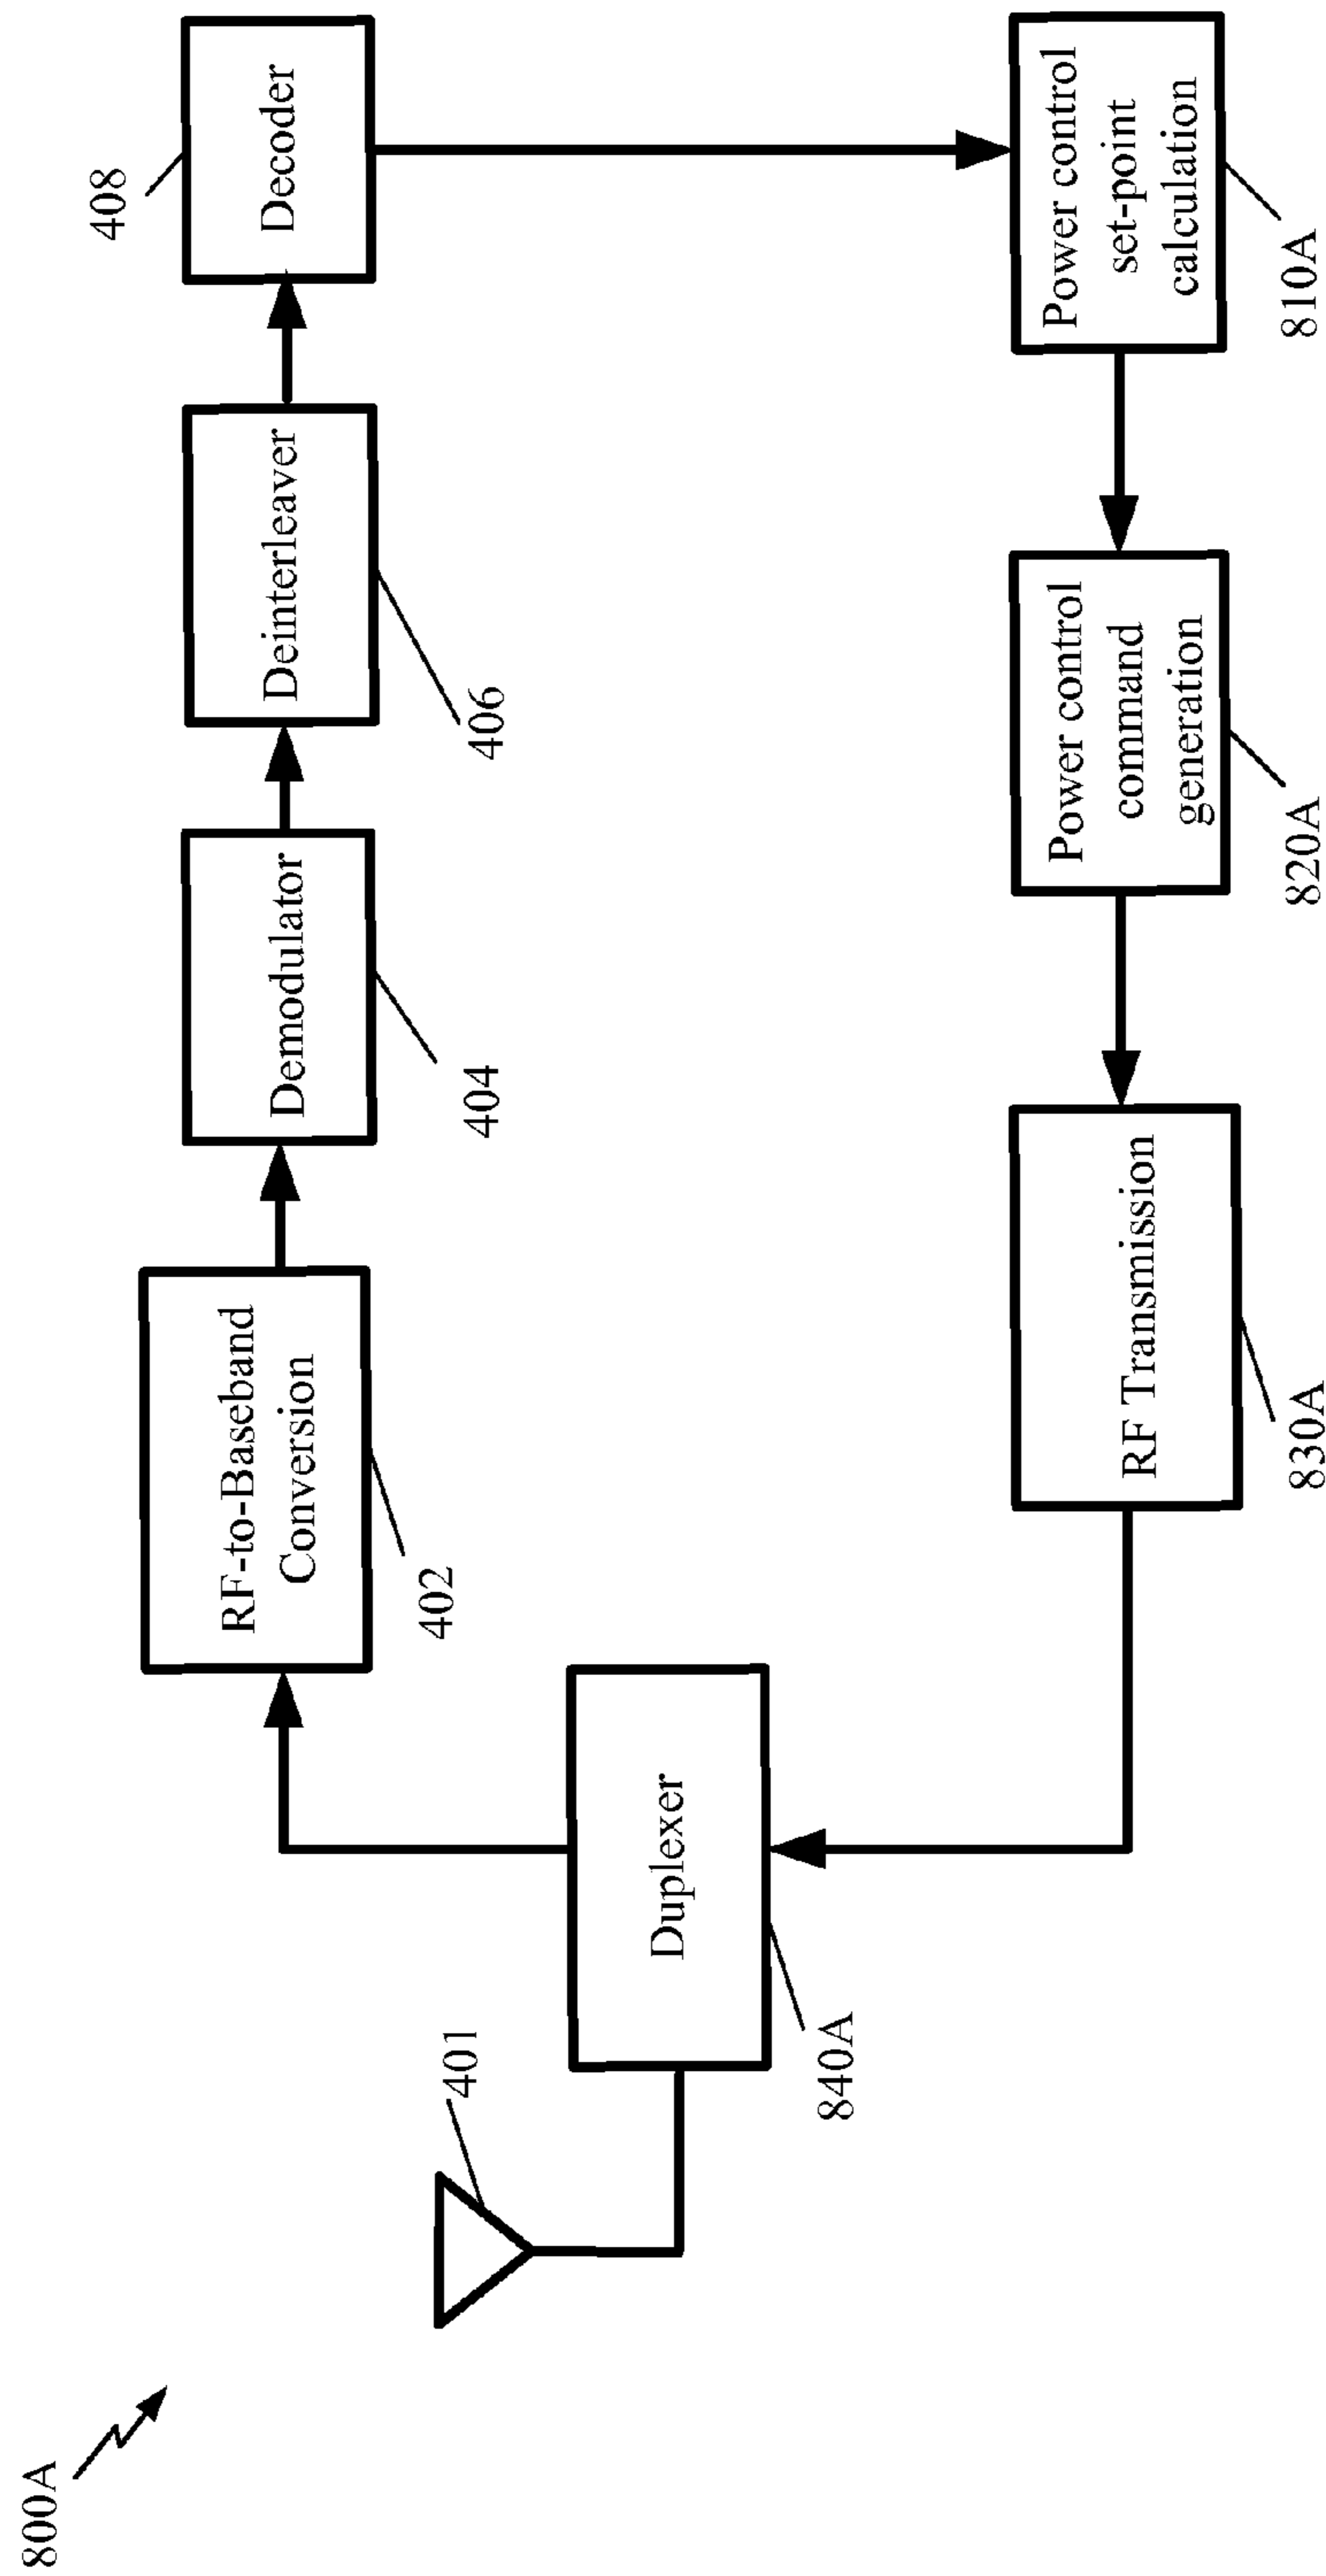 800A
401
Duplexer
840A
RF-to-Baseband
Conversion
402
Demodulator
404
Deinterleaver
406
Decoder
408
Power control
set-point
calculation
810A
Power control
command
generation
820A
RF Transmission
830A